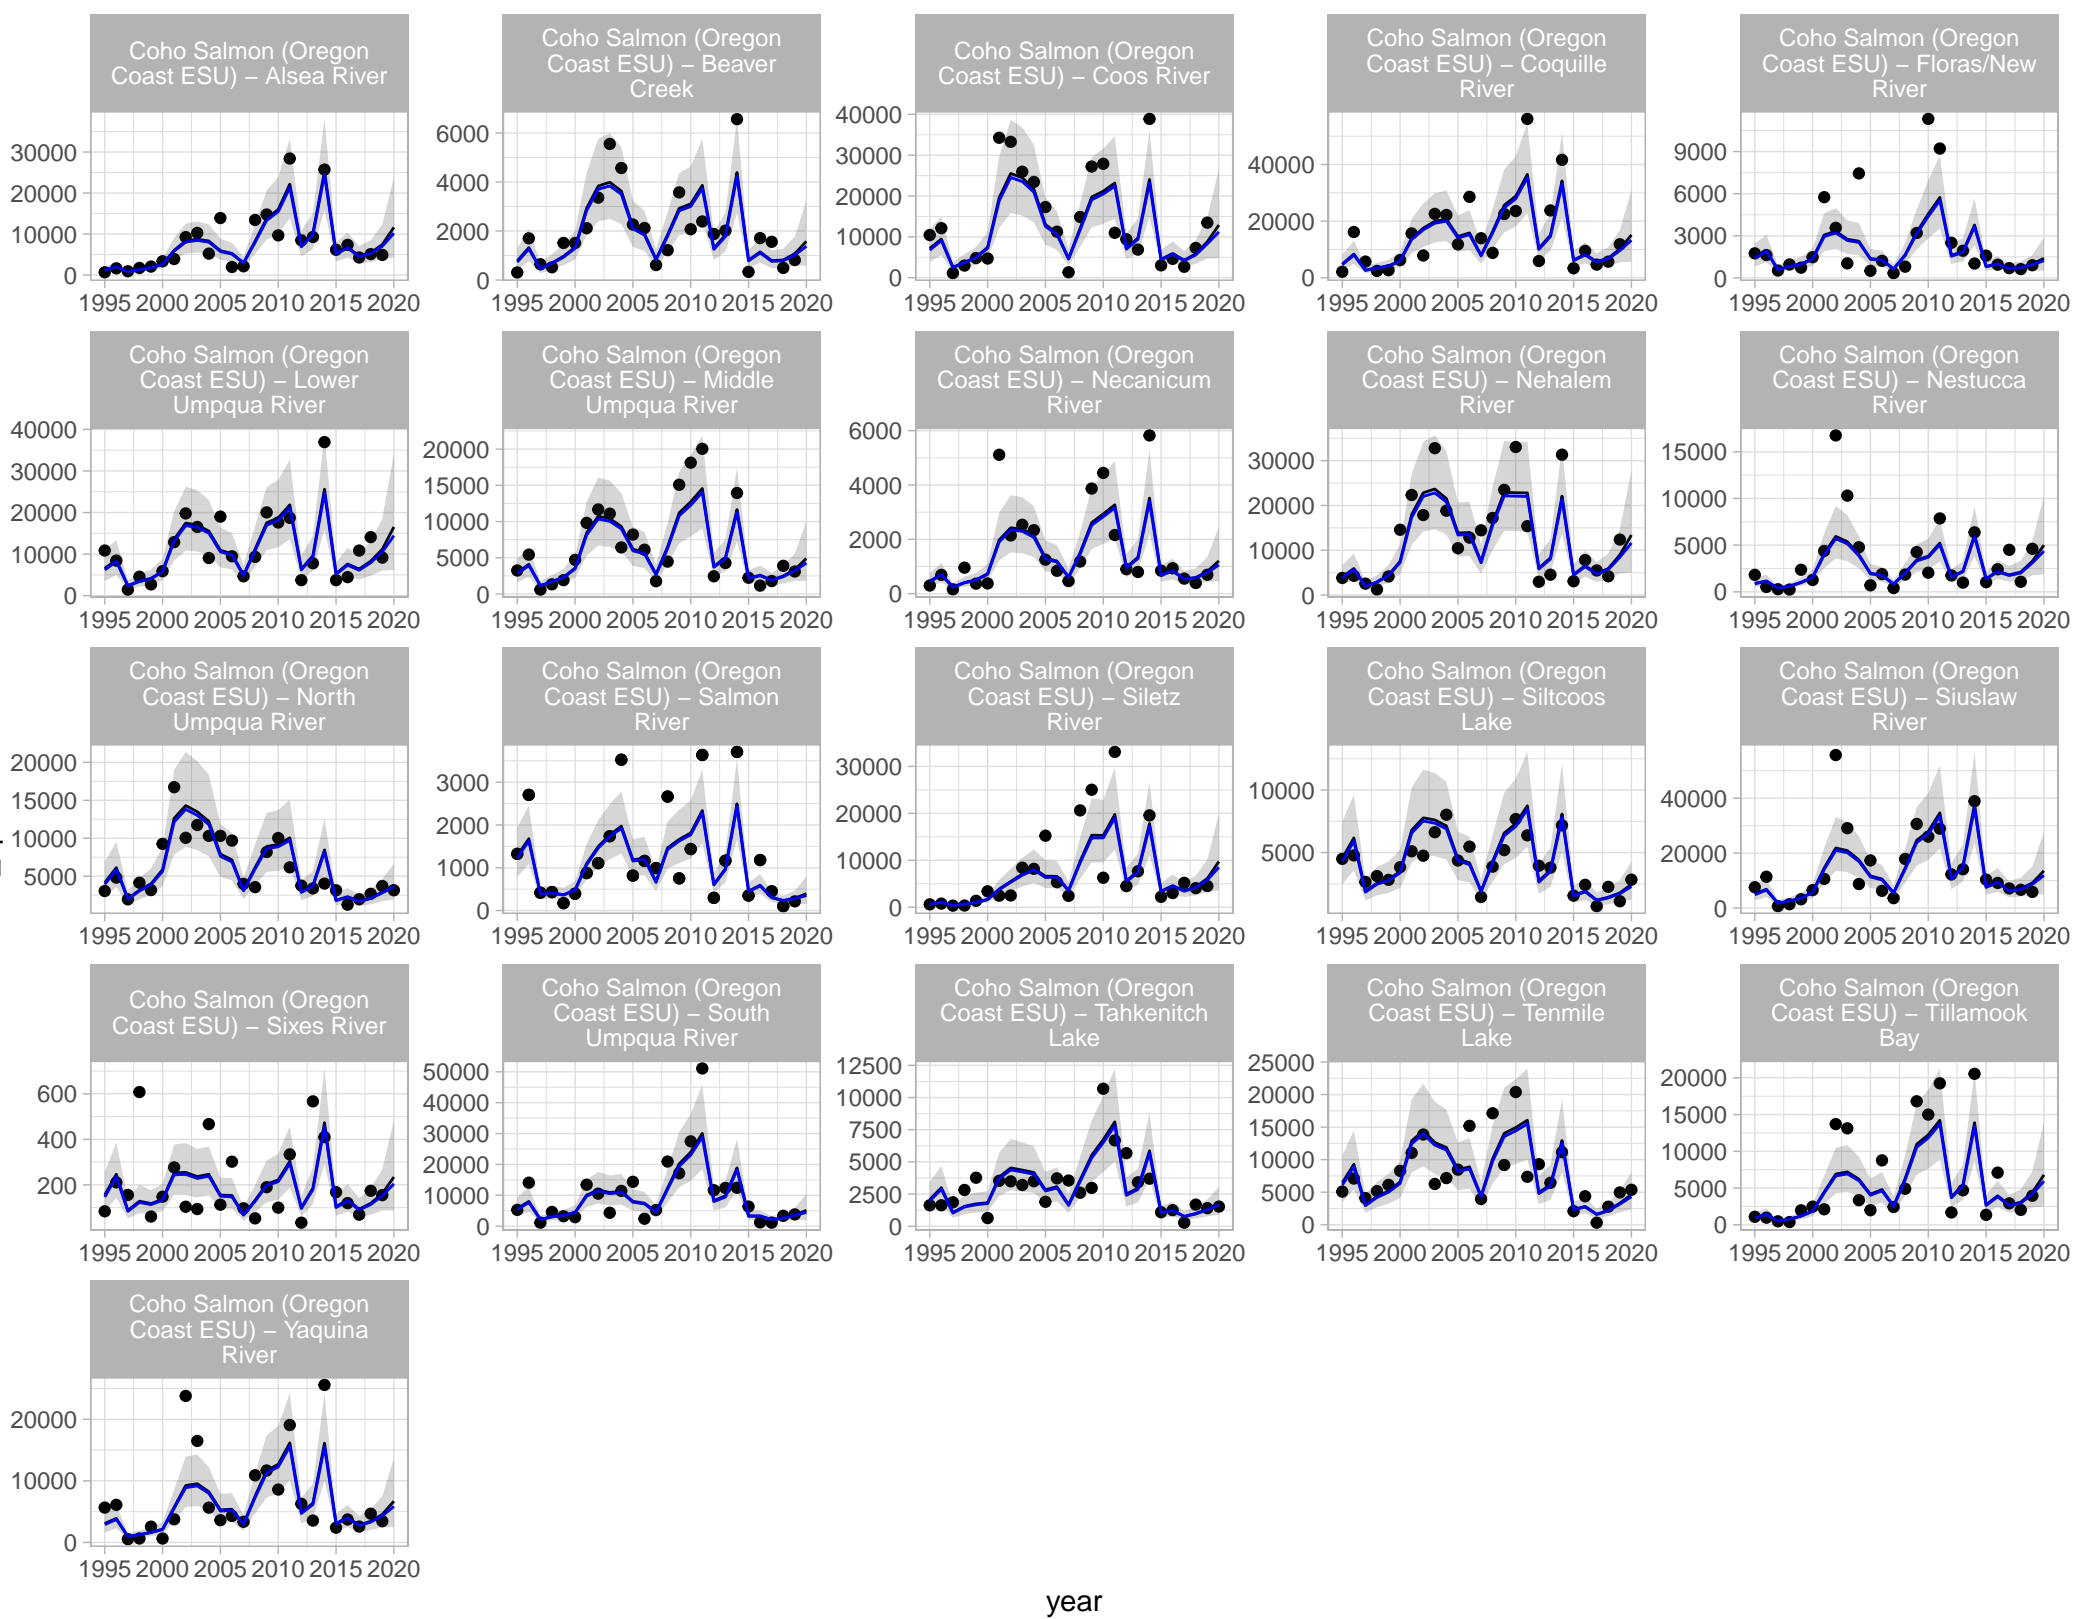 Coho Salmon (Oregon
Coast ESU) – Alsea River
Coho Salmon (Oregon
Coast ESU) – Beaver
Creek
Coho Salmon (Oregon
Coast ESU) – Coos River
Coho Salmon (Oregon
Coast ESU) – Coquille
River
Coho Salmon (Oregon
Coast ESU) – Floras/New
River
30000
20000
10000
0
6000
4000
2000
0
40000
30000
20000
10000
0
40000
20000
0
9000
6000
3000
0
1995 2000 2005 2010 2015 2020
1995 2000 2005 2010 2015 2020
1995 2000 2005 2010 2015 2020
1995 2000 2005 2010 2015 2020
1995 2000 2005 2010 2015 2020
Coho Salmon (Oregon
Coast ESU) – Lower
Umpqua River
Coho Salmon (Oregon
Coast ESU) – Middle
Umpqua River
Coho Salmon (Oregon
Coast ESU) – Necanicum
River
Coho Salmon (Oregon
Coast ESU) – Nehalem
River
Coho Salmon (Oregon
Coast ESU) – Nestucca
River
40000
30000
20000
10000
0
20000
15000
10000
5000
0
6000
4000
2000
0
30000
20000
10000
0
15000
10000
5000
0
1995 2000 2005 2010 2015 2020
1995 2000 2005 2010 2015 2020
1995 2000 2005 2010 2015 2020
1995 2000 2005 2010 2015 2020
1995 2000 2005 2010 2015 2020
Coho Salmon (Oregon
Coast ESU) – North
Umpqua River
Coho Salmon (Oregon
Coast ESU) – Salmon
River
Coho Salmon (Oregon
Coast ESU) – Siletz
River
Coho Salmon (Oregon
Coast ESU) – Siltcoos
Lake
Coho Salmon (Oregon
Coast ESU) – Siuslaw
River
20000
15000
10000
5000
3000
2000
1000
0
30000
20000
10000
0
10000
5000
40000
20000
0
1995 2000 2005 2010 2015 2020
1995 2000 2005 2010 2015 2020
1995 2000 2005 2010 2015 2020
1995 2000 2005 2010 2015 2020
1995 2000 2005 2010 2015 2020
Coho Salmon (Oregon
Coast ESU) – Sixes River
Coho Salmon (Oregon
Coast ESU) – South
Umpqua River
Coho Salmon (Oregon
Coast ESU) – Tahkenitch
Lake
Coho Salmon (Oregon
Coast ESU) – Tenmile
Lake
Coho Salmon (Oregon
Coast ESU) – Tillamook
Bay
600
400
200
50000
40000
30000
20000
10000
0
12500
10000
7500
5000
2500
0
25000
20000
15000
10000
5000
0
20000
15000
10000
5000
0
1995 2000 2005 2010 2015 2020
1995 2000 2005 2010 2015 2020
1995 2000 2005 2010 2015 2020
1995 2000 2005 2010 2015 2020
1995 2000 2005 2010 2015 2020
Coho Salmon (Oregon
Coast ESU) – Yaquina
River
20000
10000
0
1995 2000 2005 2010 2015 2020
year